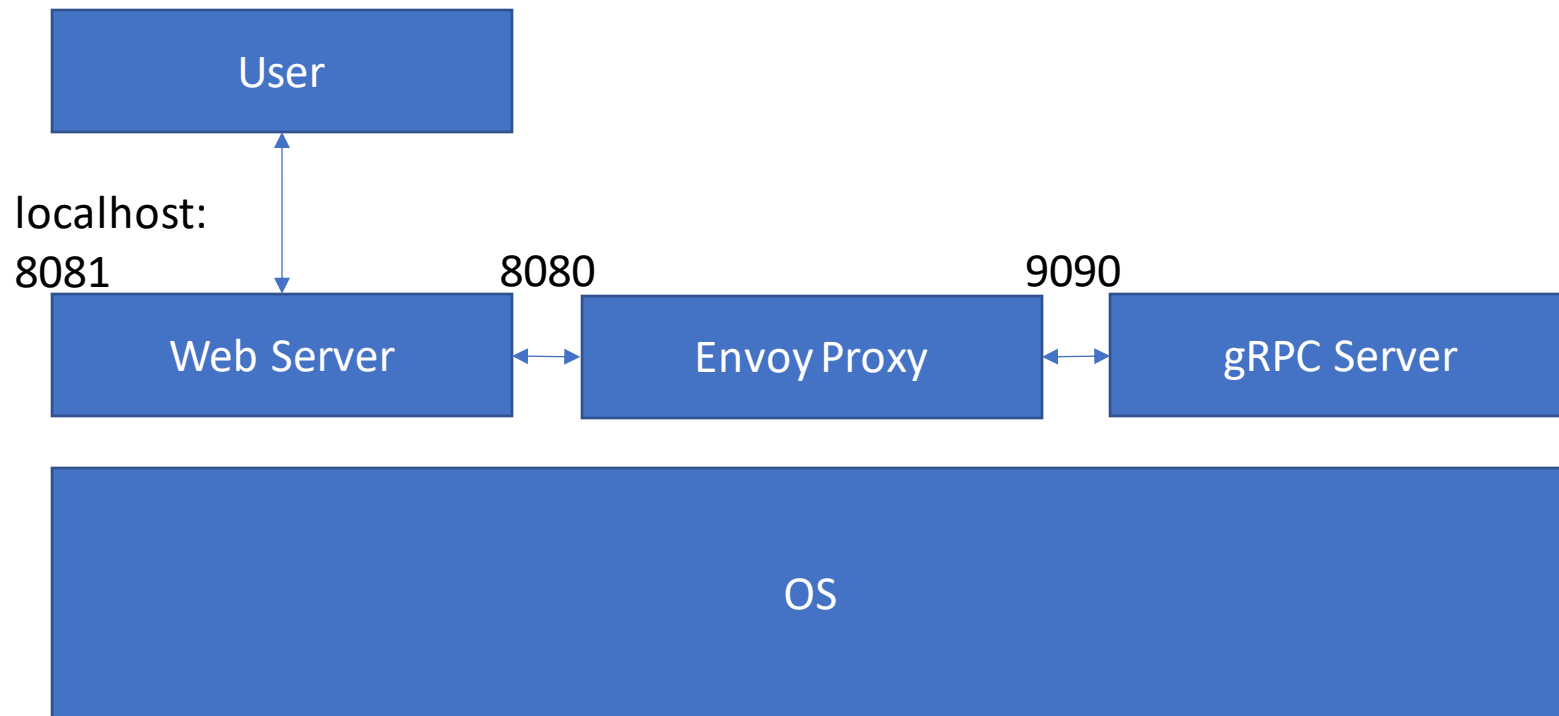 User
localhost:
8081
8080
9090
Web Server
Envoy Proxy
gRPC Server
OS